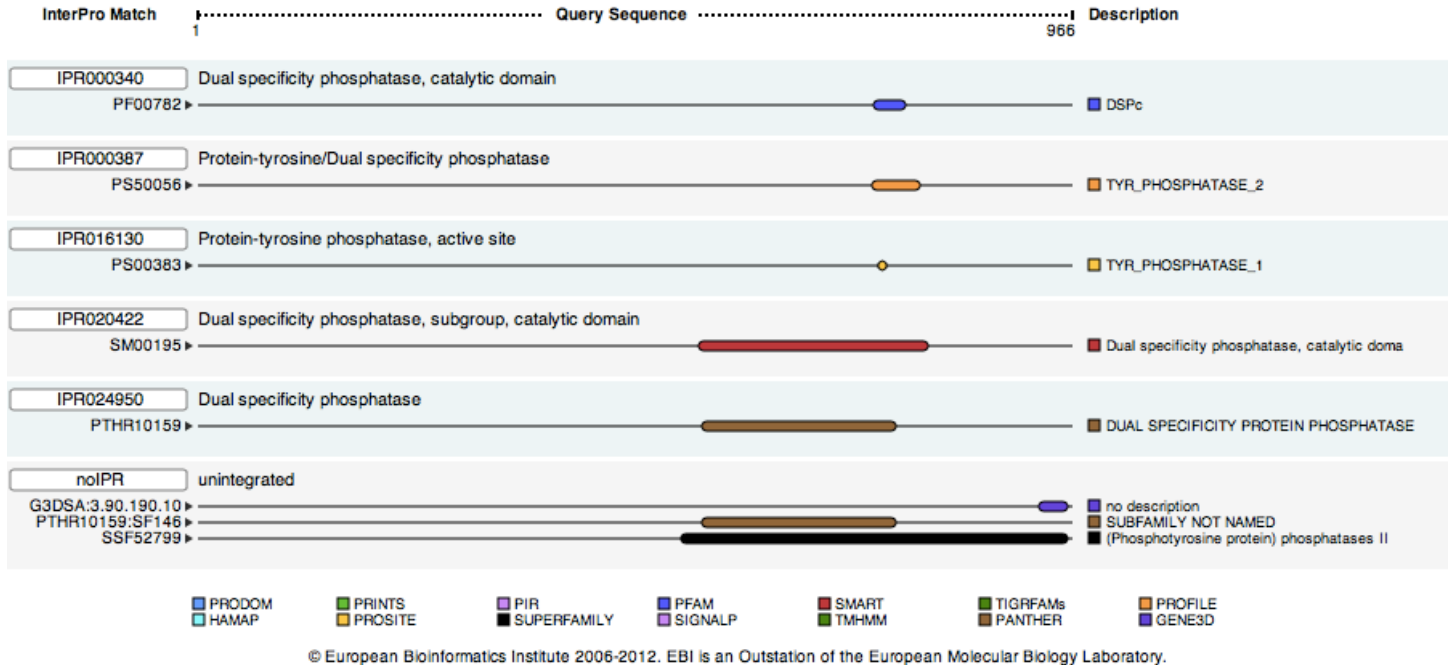 InterPro Match Query Sequence Description
1 966
IPR000340 Dual specificity phosphatase, catalytic domain
PF00782 DSPc
IPR000387 Protein-tyrosine/Dual specificity phosphatase
PS50056 TYR_PHOSPHATASE_2
IPR016130 Protein-tyrosine phosphatase, active site
PS00383 TYR_PHOSPHATASE_1
IPR020422 Dual specificity phosphatase, subgroup, catalytic domain
SM00195 Dual specificity phosphatase, catalytic doma
IPR024950 Dual specificity phosphatase
PTHR10159 DUAL SPECIFICITY PROTEIN PHOSPHATASE
noIPR unintegrated
G3DSA:3.90.190.10 no description
PTHR10159:SF146 SUBFAMILY NOT NAMED
SSF52799 (Phosphotyrosine protein) phosphatases II
PRODOM PRINTS PIR PFAM SMART TIGRFAMs PROFILE
HAMAP PROSITE SUPERFAMILY SIGNALP TMHMM PANTHER GENE3D
© European Bioinformatics Institute 2006-2012. EBI is an Outstation of the European Molecular Biology Laboratory.